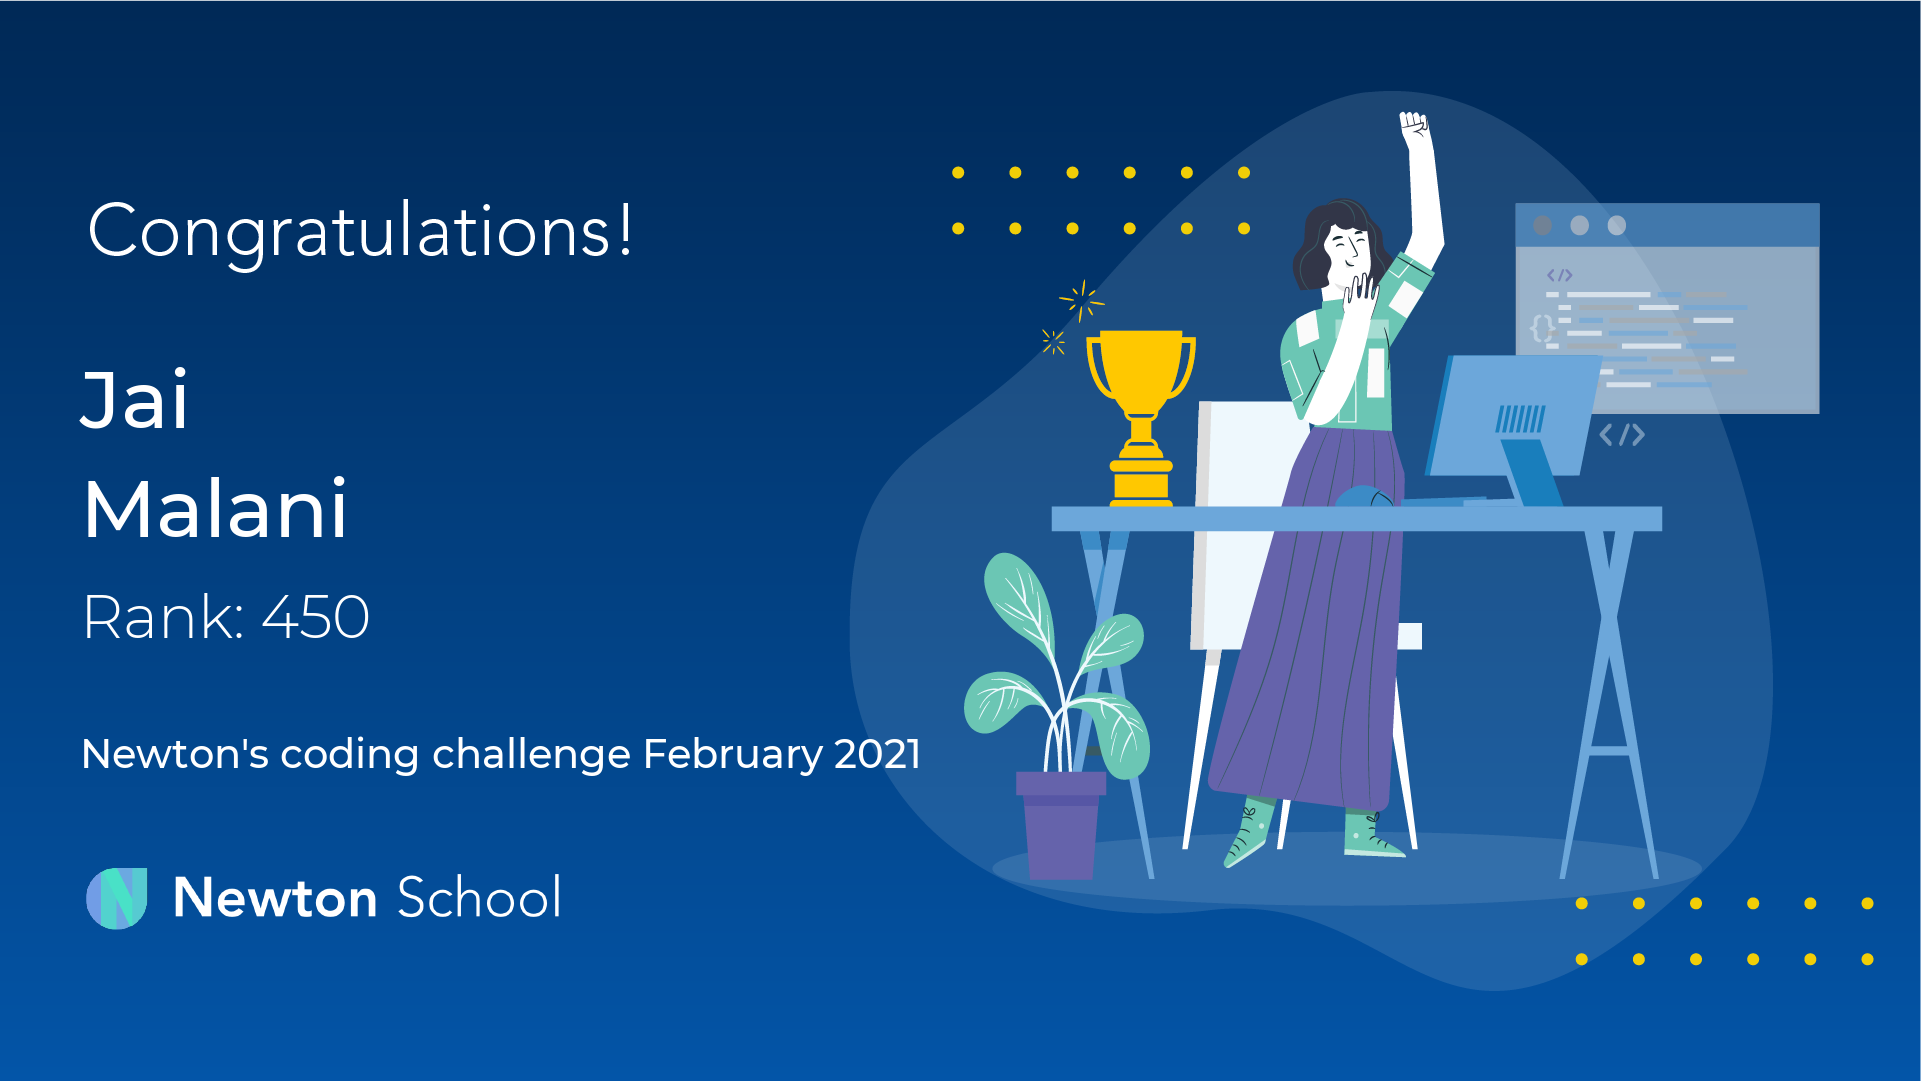 Congratulations!
Jai
Malani
Rank: 450
Newton's coding challenge February 2021
Newton School
</>
{}
</>